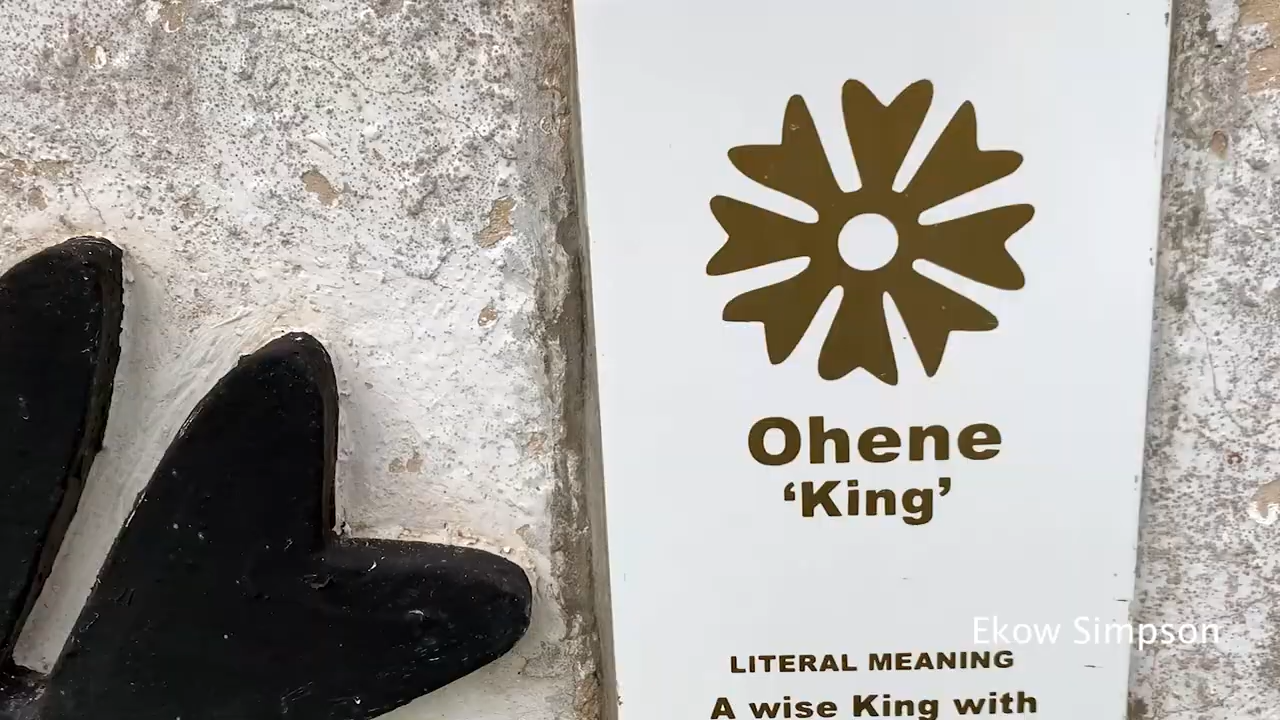 Ohene
‘King’
Ekow Simpson
LITERAL MEANING
A wise King with